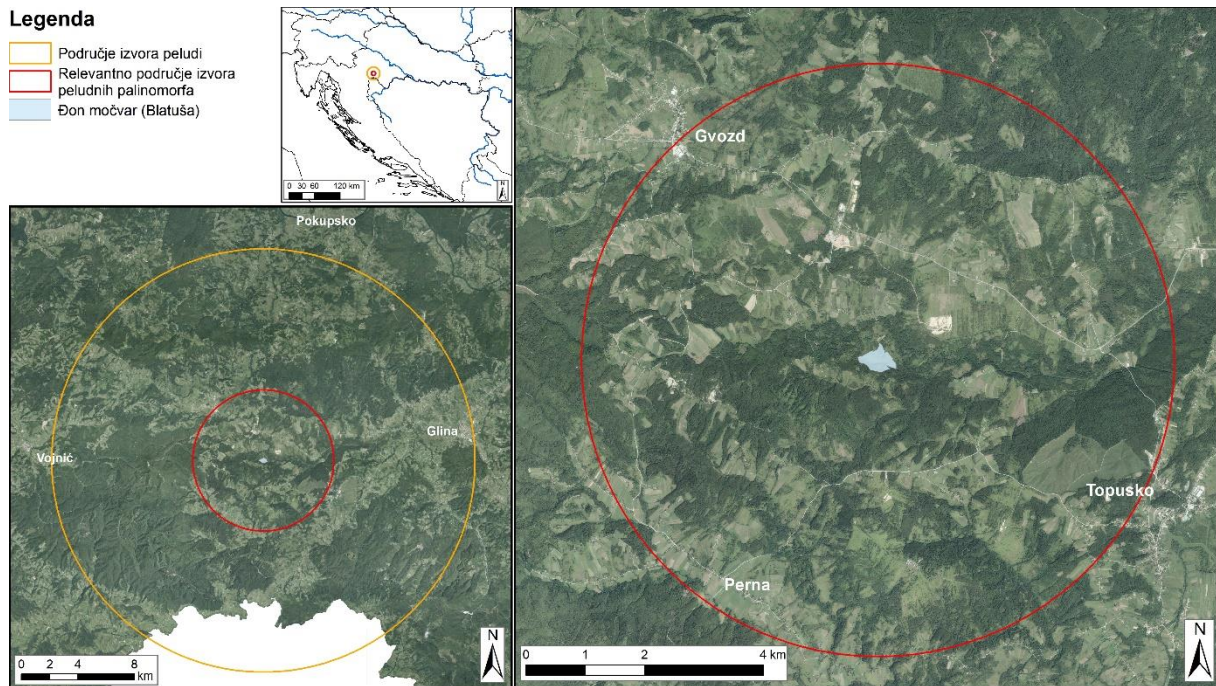 Legenda
Područje izvora peludi
Relevantno područje izvora
peludnih palinomorfa
Đon močvar (Blatuša)
0 30 60 120 km
N
Pokupsko
Vojnić
Glina
0 2 4 8
km
N
Gvozd
Topusko
Perna
0 1 2 4
km
N